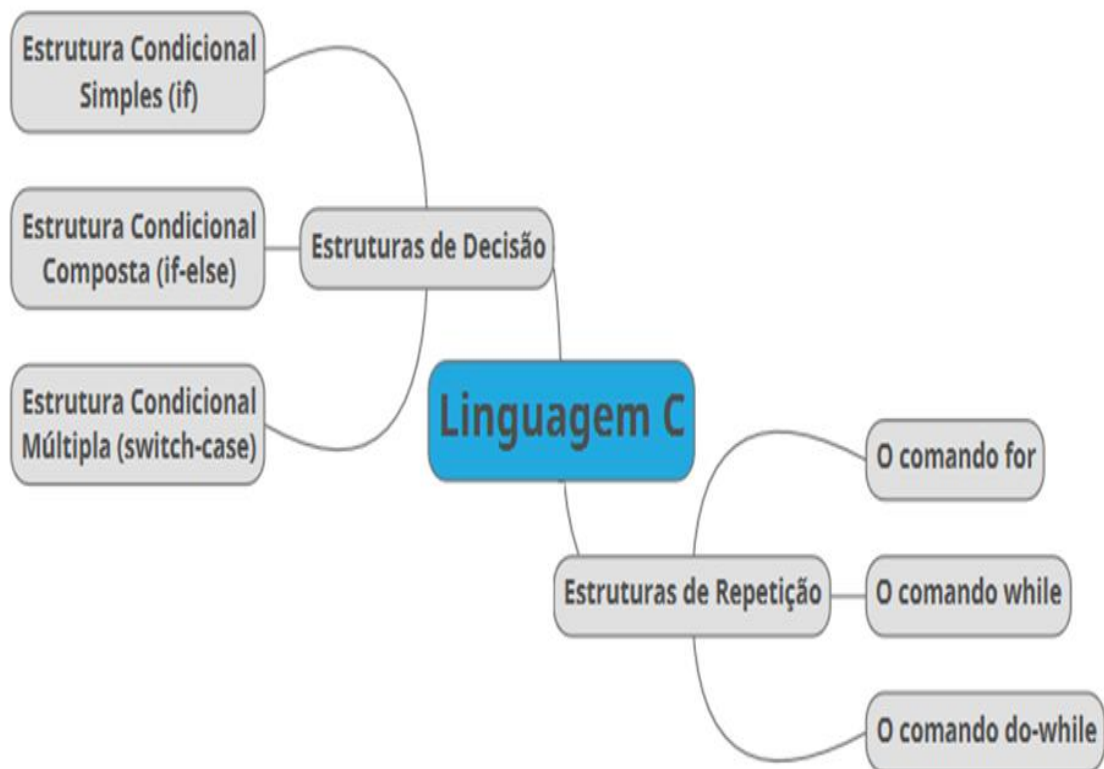 Estrutura Condicional
Simples (if)
Estrutura Condicional
Composta (if-else)
Estruturas de Decisão
Estrutura Condicional
Múltipla (switch-case)
Linguagem C
O comando for
Estruturas de Repetição
O comando while
O comando do-while